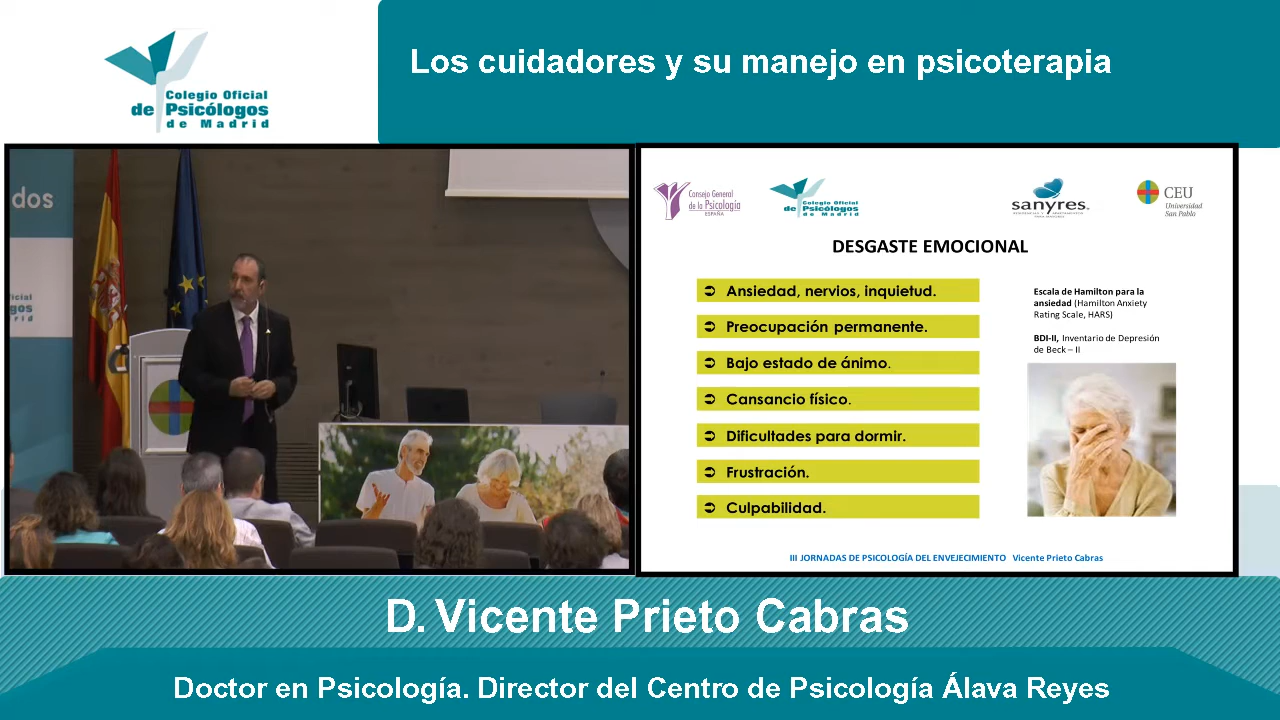 Colegio Oficial
de Psicólogos
de Madrid
Los cuidadores y su manejo en psicoterapia
dos
Consejo General
de la Psicología
ESPAÑA
Colegio Oficial
de Psicólogos
de Madrid
sanyres.
CEU
Universidad
San Pablo
DESGASTE EMOCIONAL
Ansiedad, nervios, inquietud.
Preocupación permanente.
Bajo estado de ánimo.
Cansancio físico.
Dificultades para dormir.
Frustración.
Culpabilidad.
Escala de Hamilton para la
ansiedad (Hamilton Anxiety
Rating Scale, HARS)
BDI-II, Inventario de Depresión
de Beck – II
III JORNADAS DE PSICOLOGÍA DEL ENVEJECIMIENTO Vicente Prieto Cabras
D. Vicente Prieto Cabras
Doctor en Psicología. Director del Centro de Psicología Álava Reyes